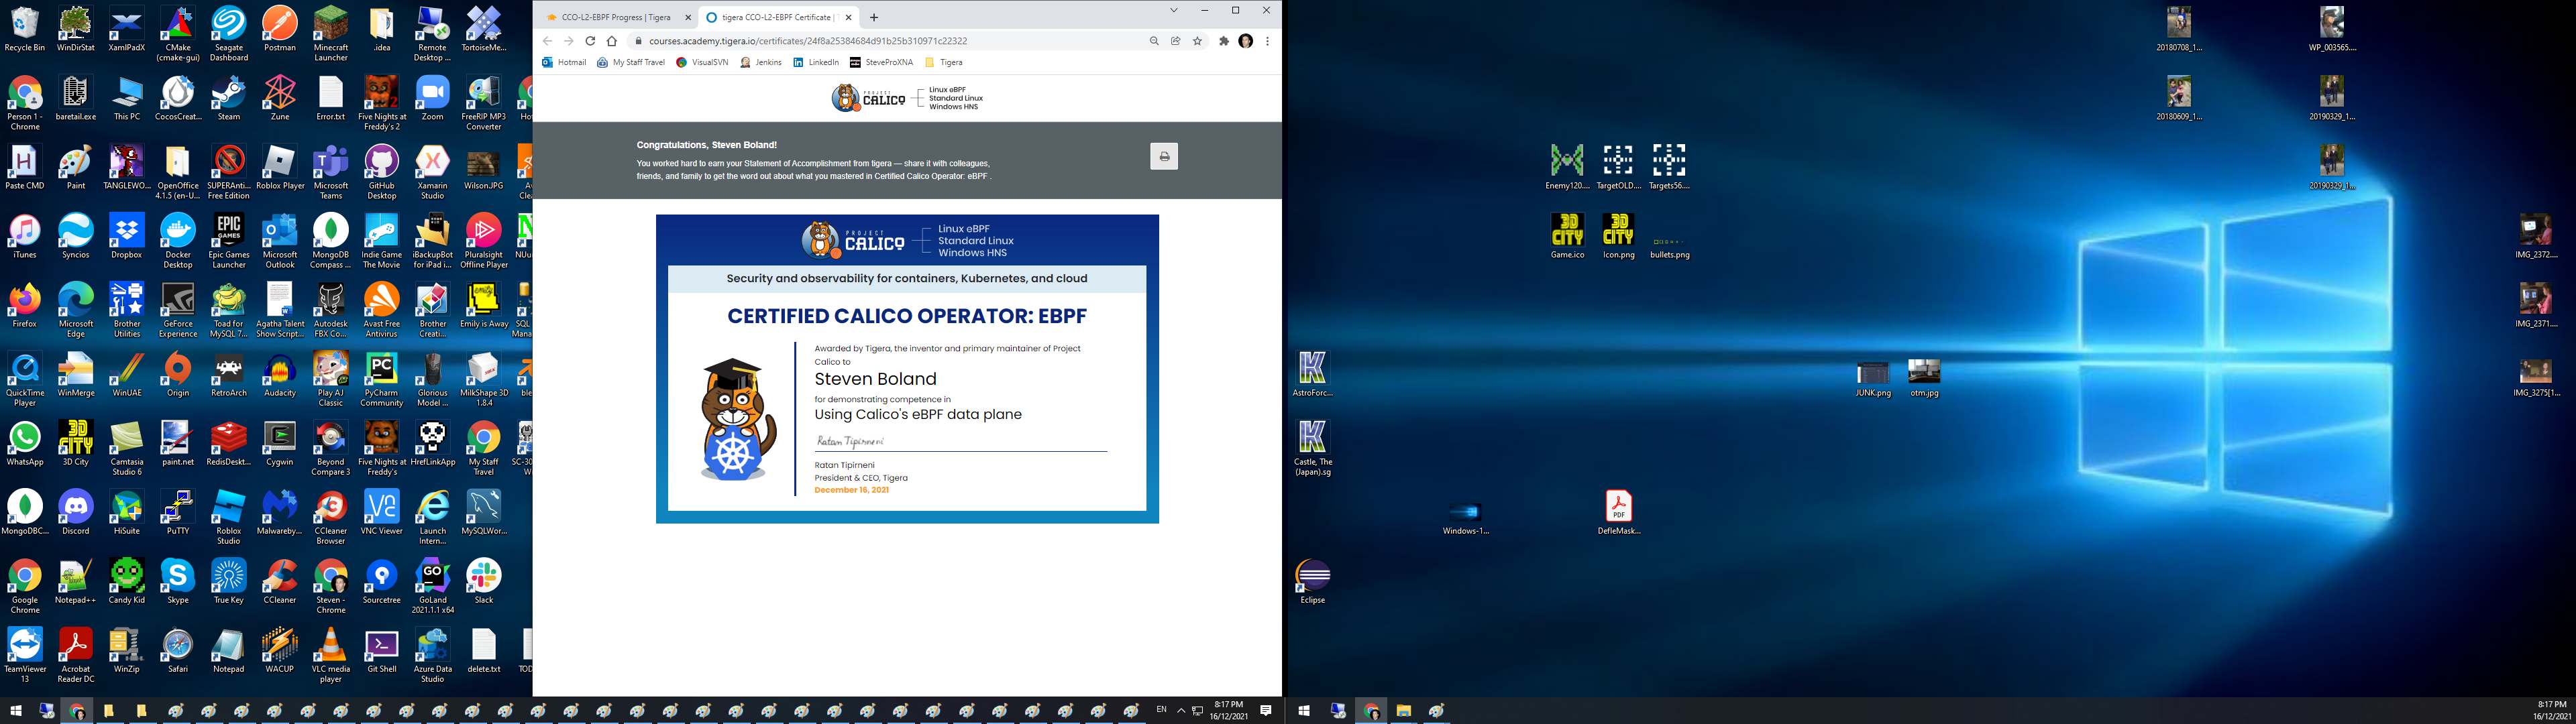 Recycle Bin
WinDirStat
XamlPadX
CMake
(cmake-gui)
Seagate
Dashboard
Postman
Minecraft
Launcher
.idea
Remote
Desktop ...
TortoiseMe...
Person 1 -
Chrome
baretail.exe
This PC
CocosCreat...
Steam
Zune
Error.txt
Five Nights at
Freddy's 2
Zoom
FreeRIP MP3
Converter
Paste CMD
Paint
TANGLEWO...
OpenOffice
4.1.5 (en-U...
SUPERAnti...
Free Edition
Roblox Player
Microsoft
Teams
GitHub
Desktop
Xamarin
Studio
Wilson.JPG
iTunes
Syncios
Dropbox
Docker
Desktop
Epic Games
Launcher
Microsoft
Outlook
MongoDB
Compass ...
Indie Game
The Movie
iBackupBot
for iPad i...
Pluralsight
Offline Player
Firefox
Microsoft
Edge
Brother
Utilities
GeForce
Experience
Toad for
MySQL 7...
Agatha Talent
Show Script...
Autodesk
FBX Co...
Avast Free
Antivirus
Brother
Creati...
Emily is Away
SQL
Mana
QuickTime
Player
WinMerge
WinUAE
Origin
RetroArch
Audacity
Play AJ
Classic
PyCharm
Community
Glorious
Model ...
MilkShape 3D
1.8.4
WhatsApp
3D City
Camtasia
Studio 6
paint.net
RedisDeskt...
Cygwin
Beyond
Compare 3
Five Nights at
Freddy's
HrefLinkApp
My Staff
Travel
MongoDBC...
Discord
HiSuite
PuTTY
Roblox
Studio
Malwareby...
CCleaner
Browser
VNC Viewer
Launch
Intern...
MySQLWor...
Google
Chrome
Notepad++
Candy Kid
Skype
True Key
CCleaner
Steven -
Chrome
Sourcetree
GoLand
2021.1.1 x64
Slack
TeamViewer
13
Acrobat
Reader DC
WinZip
Safari
Notepad
WACUP
VLC media
player
Git Shell
Azure Data
Studio
delete.txt
CCO-L2-EBPF Progress | Tigera
tigera CCO-L2-EBPF Certificate |
courses.academy.tigera.io/certificates/24f8a25384684d91b25b310971c22322
Hotmail
My Staff Travel
VisualSVN
Jenkins
LinkedIn
SteveProXNA
Tigera
PROJECT
CALICO
Linux eBPF
Standard Linux
Windows HNS
Congratulations, Steven Boland!
You worked hard to earn your Statement of Accomplishment from tigera — share it with colleagues,
friends, and family to get the word out about what you mastered in Certified Calico Operator: eBPF .
PROJECT
CALICO
Linux eBPF
Standard Linux
Windows HNS
Security and observability for containers, Kubernetes, and cloud
CERTIFIED CALICO OPERATOR: EBPF
Awarded by Tigera, the inventor and primary maintainer of Project
Calico to
Steven Boland
for demonstrating competence in
Using Calico's eBPF data plane
Ratan Tipirneni
Ratan Tipirneni
President & CEO, Tigera
December 16, 2021
EN
8:17 PM
16/12/2021
20180708_1...
WP_003565....
20180609_1...
20190329_1...
Enemy120....
TargetOLD....
Targets56....
20190329_1...
3D
CITY
3D
CITY
Game.ico
Icon.png
bullets.png
IMG_2372....
IMG_2371....
AstroForc...
JUNK.png
otm.jpg
IMG_3275[1...
Castle, The
(Japan).sg
Windows-1...
PDF
DefleMask...
Eclipse
8:17 PM
16/12/2021